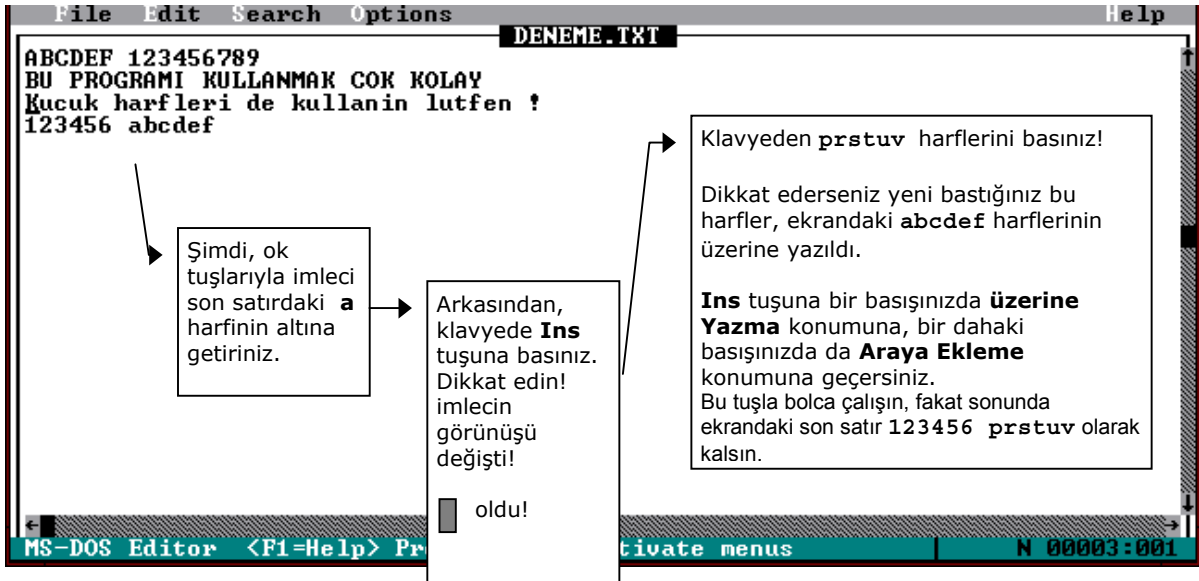 File Edit Search Options Help
DENEME.TXT
ABCDEF 123456789
BU PROGRAMI KULLANMAK COK KOLAY
Kucuk harfleri de kullanin lutfen !
123456 abcdef
Şimdi, ok
tuşlarıyla imleci
son satırdaki a
harfinin altına
getiriniz.
Arkasından,
klavyede Ins
tuşuna basınız.
Dikkat edin!
imlecin
görünüşü
değişti!
oldu!
Klavyeden prstuv harflerini basınız!
Dikkat ederseniz yeni bastığınız bu
harfler, ekrandaki abcdef harflerinin
üzerine yazıldı.
Ins tuşuna bir basışınızda üzerine
Yazma konumuna, bir dahaki
basışınızda da Araya Ekleme
konumuna geçersiniz.
Bu tuşla bolca çalışın, fakat sonunda
ekrandaki son satır 123456 prstuv olarak
kalsın.
MS-DOS Editor <F1=Help> Pr tivate menus N 00003:001